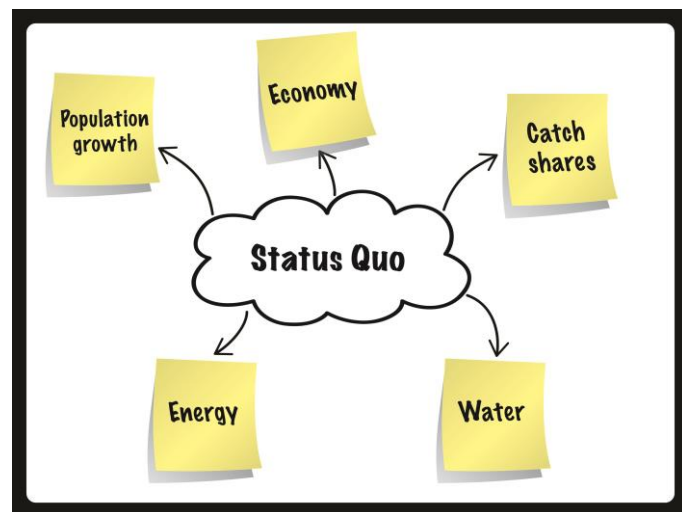 Economy
Population
growth
Catch
shares
Status Quo
Energy
Water